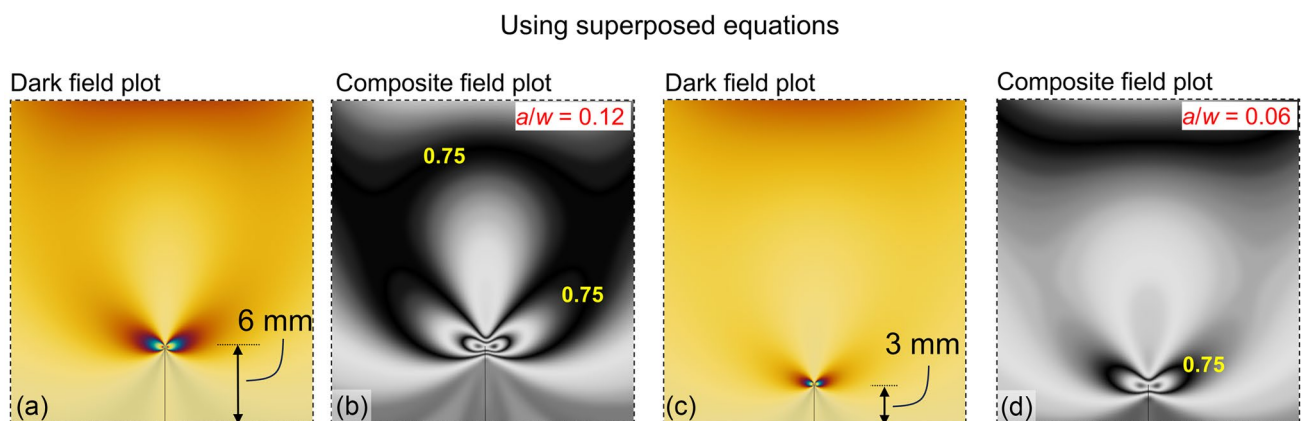 Using superposed equations
Dark field plot
Composite field plot
Dark field plot
Composite field plot
a/w = 0.12
a/w = 0.06
0.75
0.75
0.75
6 mm
3 mm
(a)
(b)
(c)
(d)